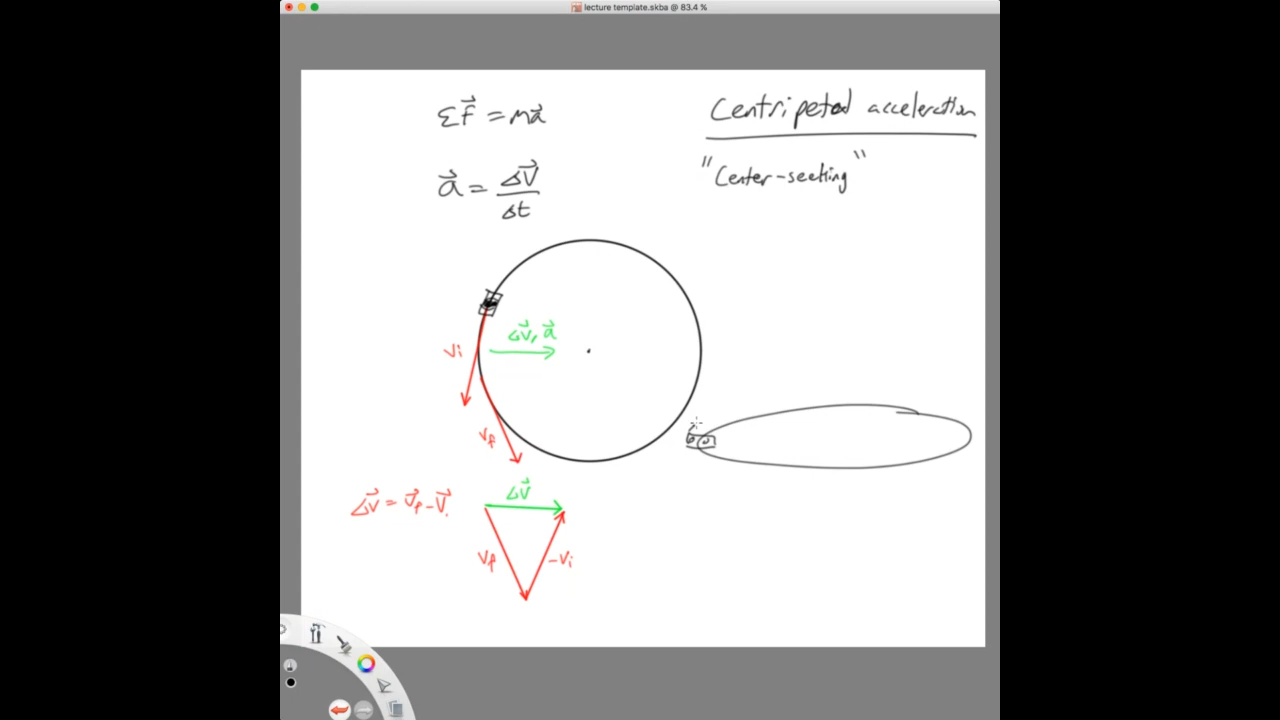 lecture template.skba @ 83.4 %
ΣF⃗ = ma⃗
Centripetal acceleration
"Center-seeking"
a⃗ = ΔV⃗ / Δt
ΔV⃗, a⃗
Vi
Vf
ΔV⃗ = V⃗f - V⃗i
ΔV⃗
Vf
-Vi